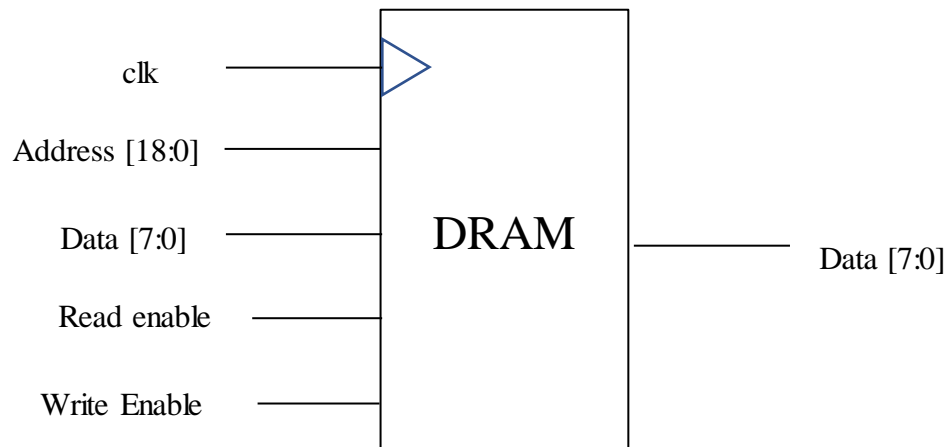 clk
Address [18:0]
Data [7:0]
Read enable
Write Enable
DRAM
Data [7:0]